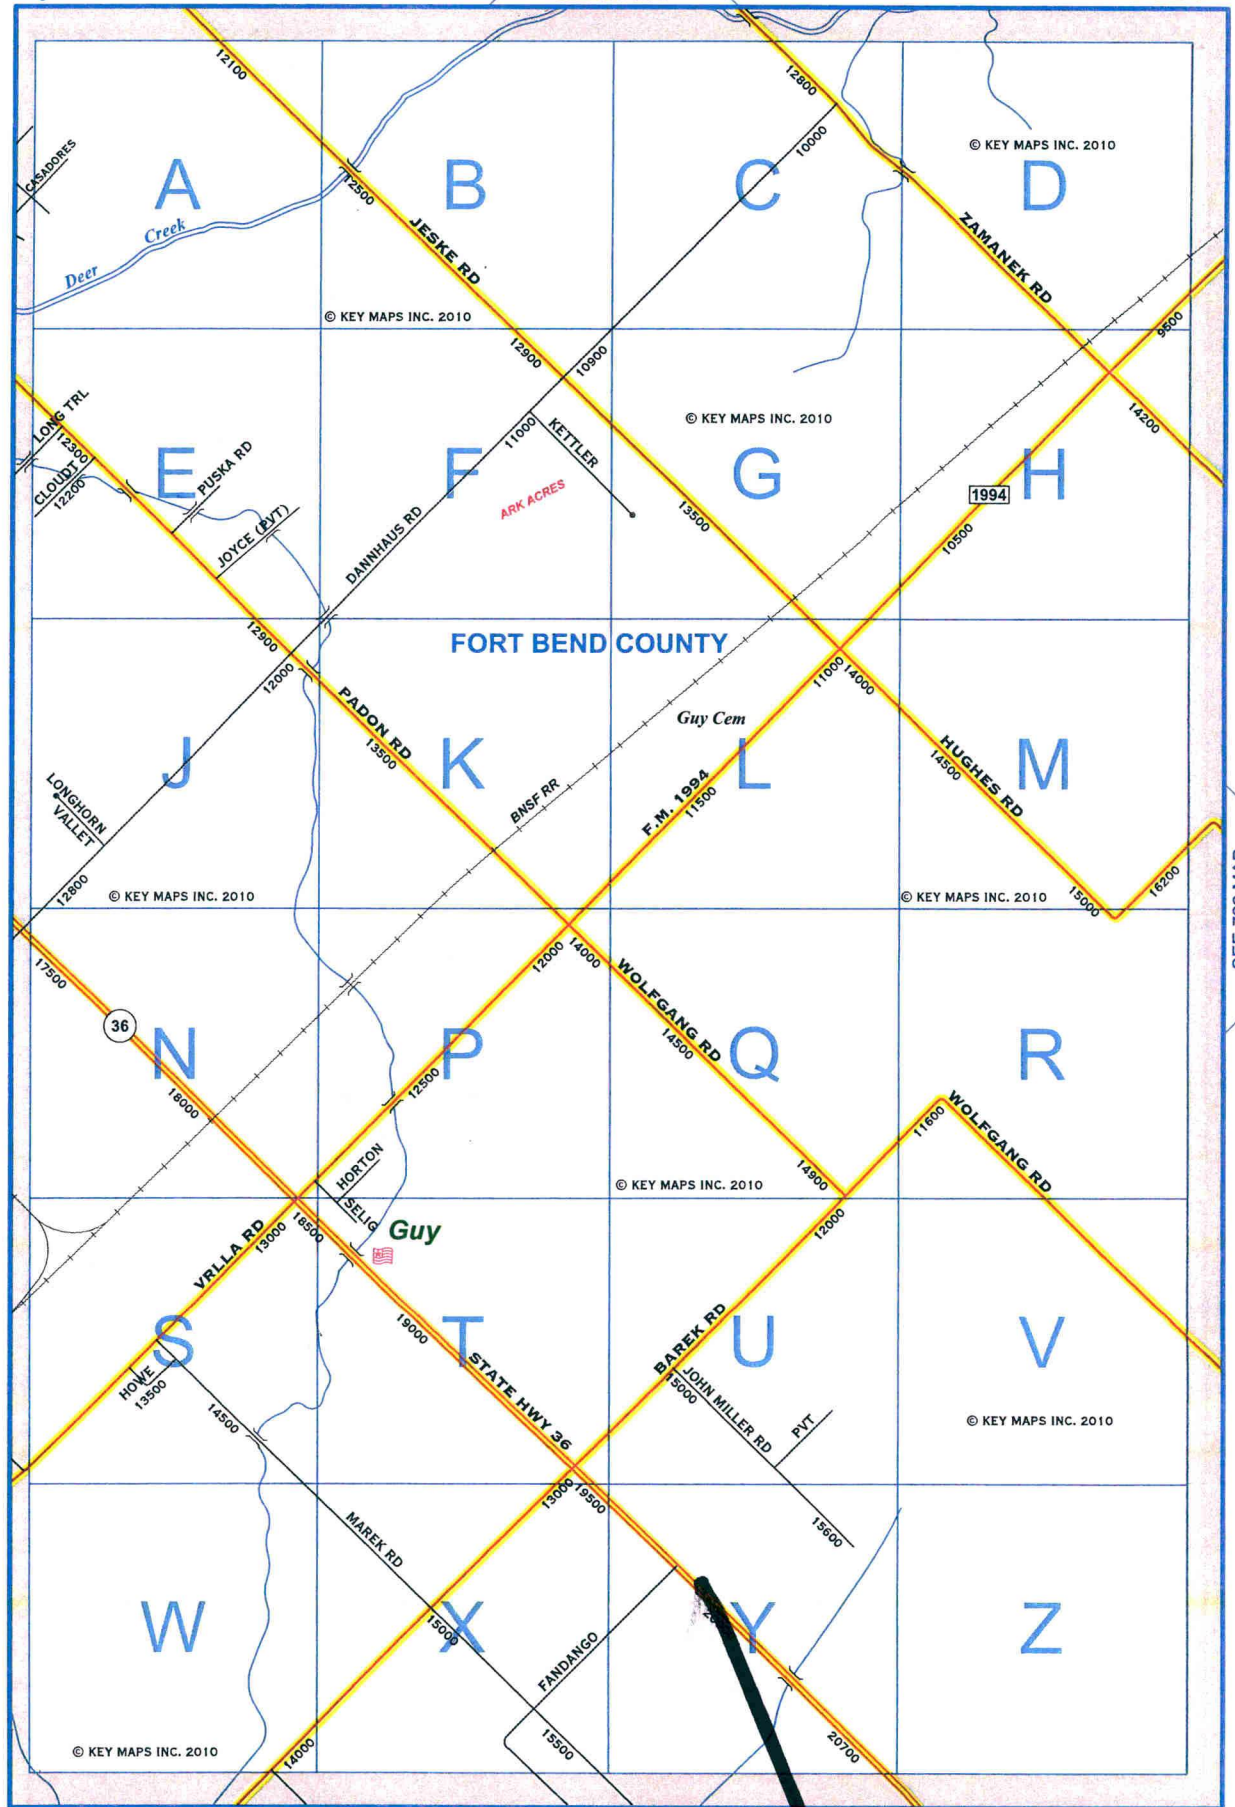 12100
12800
10000
© KEY MAPS INC. 2010
CASADORES
A
B
C
D
12500
Creek
Deer
JESKE RD
ZAMANEK RD
© KEY MAPS INC. 2010
9500
12900
10900
LONG TRL
12300
CLOUDT
12200
E
PUSKA RD
JOYCE (PVT)
F
11000
KETTLER
ARK ACRES
DANNHAUS RD
© KEY MAPS INC. 2010
G
13500
14200
H
1994
10500
12900
12000
FORT BEND COUNTY
11000
14000
PADON RD
13500
J
K
Guy Cem
L
HUGHES RD
14500
M
LONGHORN
VALLET
BNSF RR
F.M. 1994
11500
12800
© KEY MAPS INC. 2010
© KEY MAPS INC. 2010
15000
16200
17500
36
12000
14000
WOLFGANG RD
14500
N
P
Q
R
18000
12500
11600
WOLFGANG RD
HORTON
SELIG
14900
© KEY MAPS INC. 2010
12000
VRLLA RD
13000
18500
Guy
S
T
U
V
19000
STATE HWY 36
BAREK RD
HOWE
13500
14500
15000
JOHN MILLER RD
PVT
© KEY MAPS INC. 2010
13000
19500
15600
MAREK RD
W
X
Y
Z
15000
FANDANGO
15500
20700
© KEY MAPS INC. 2010
14000